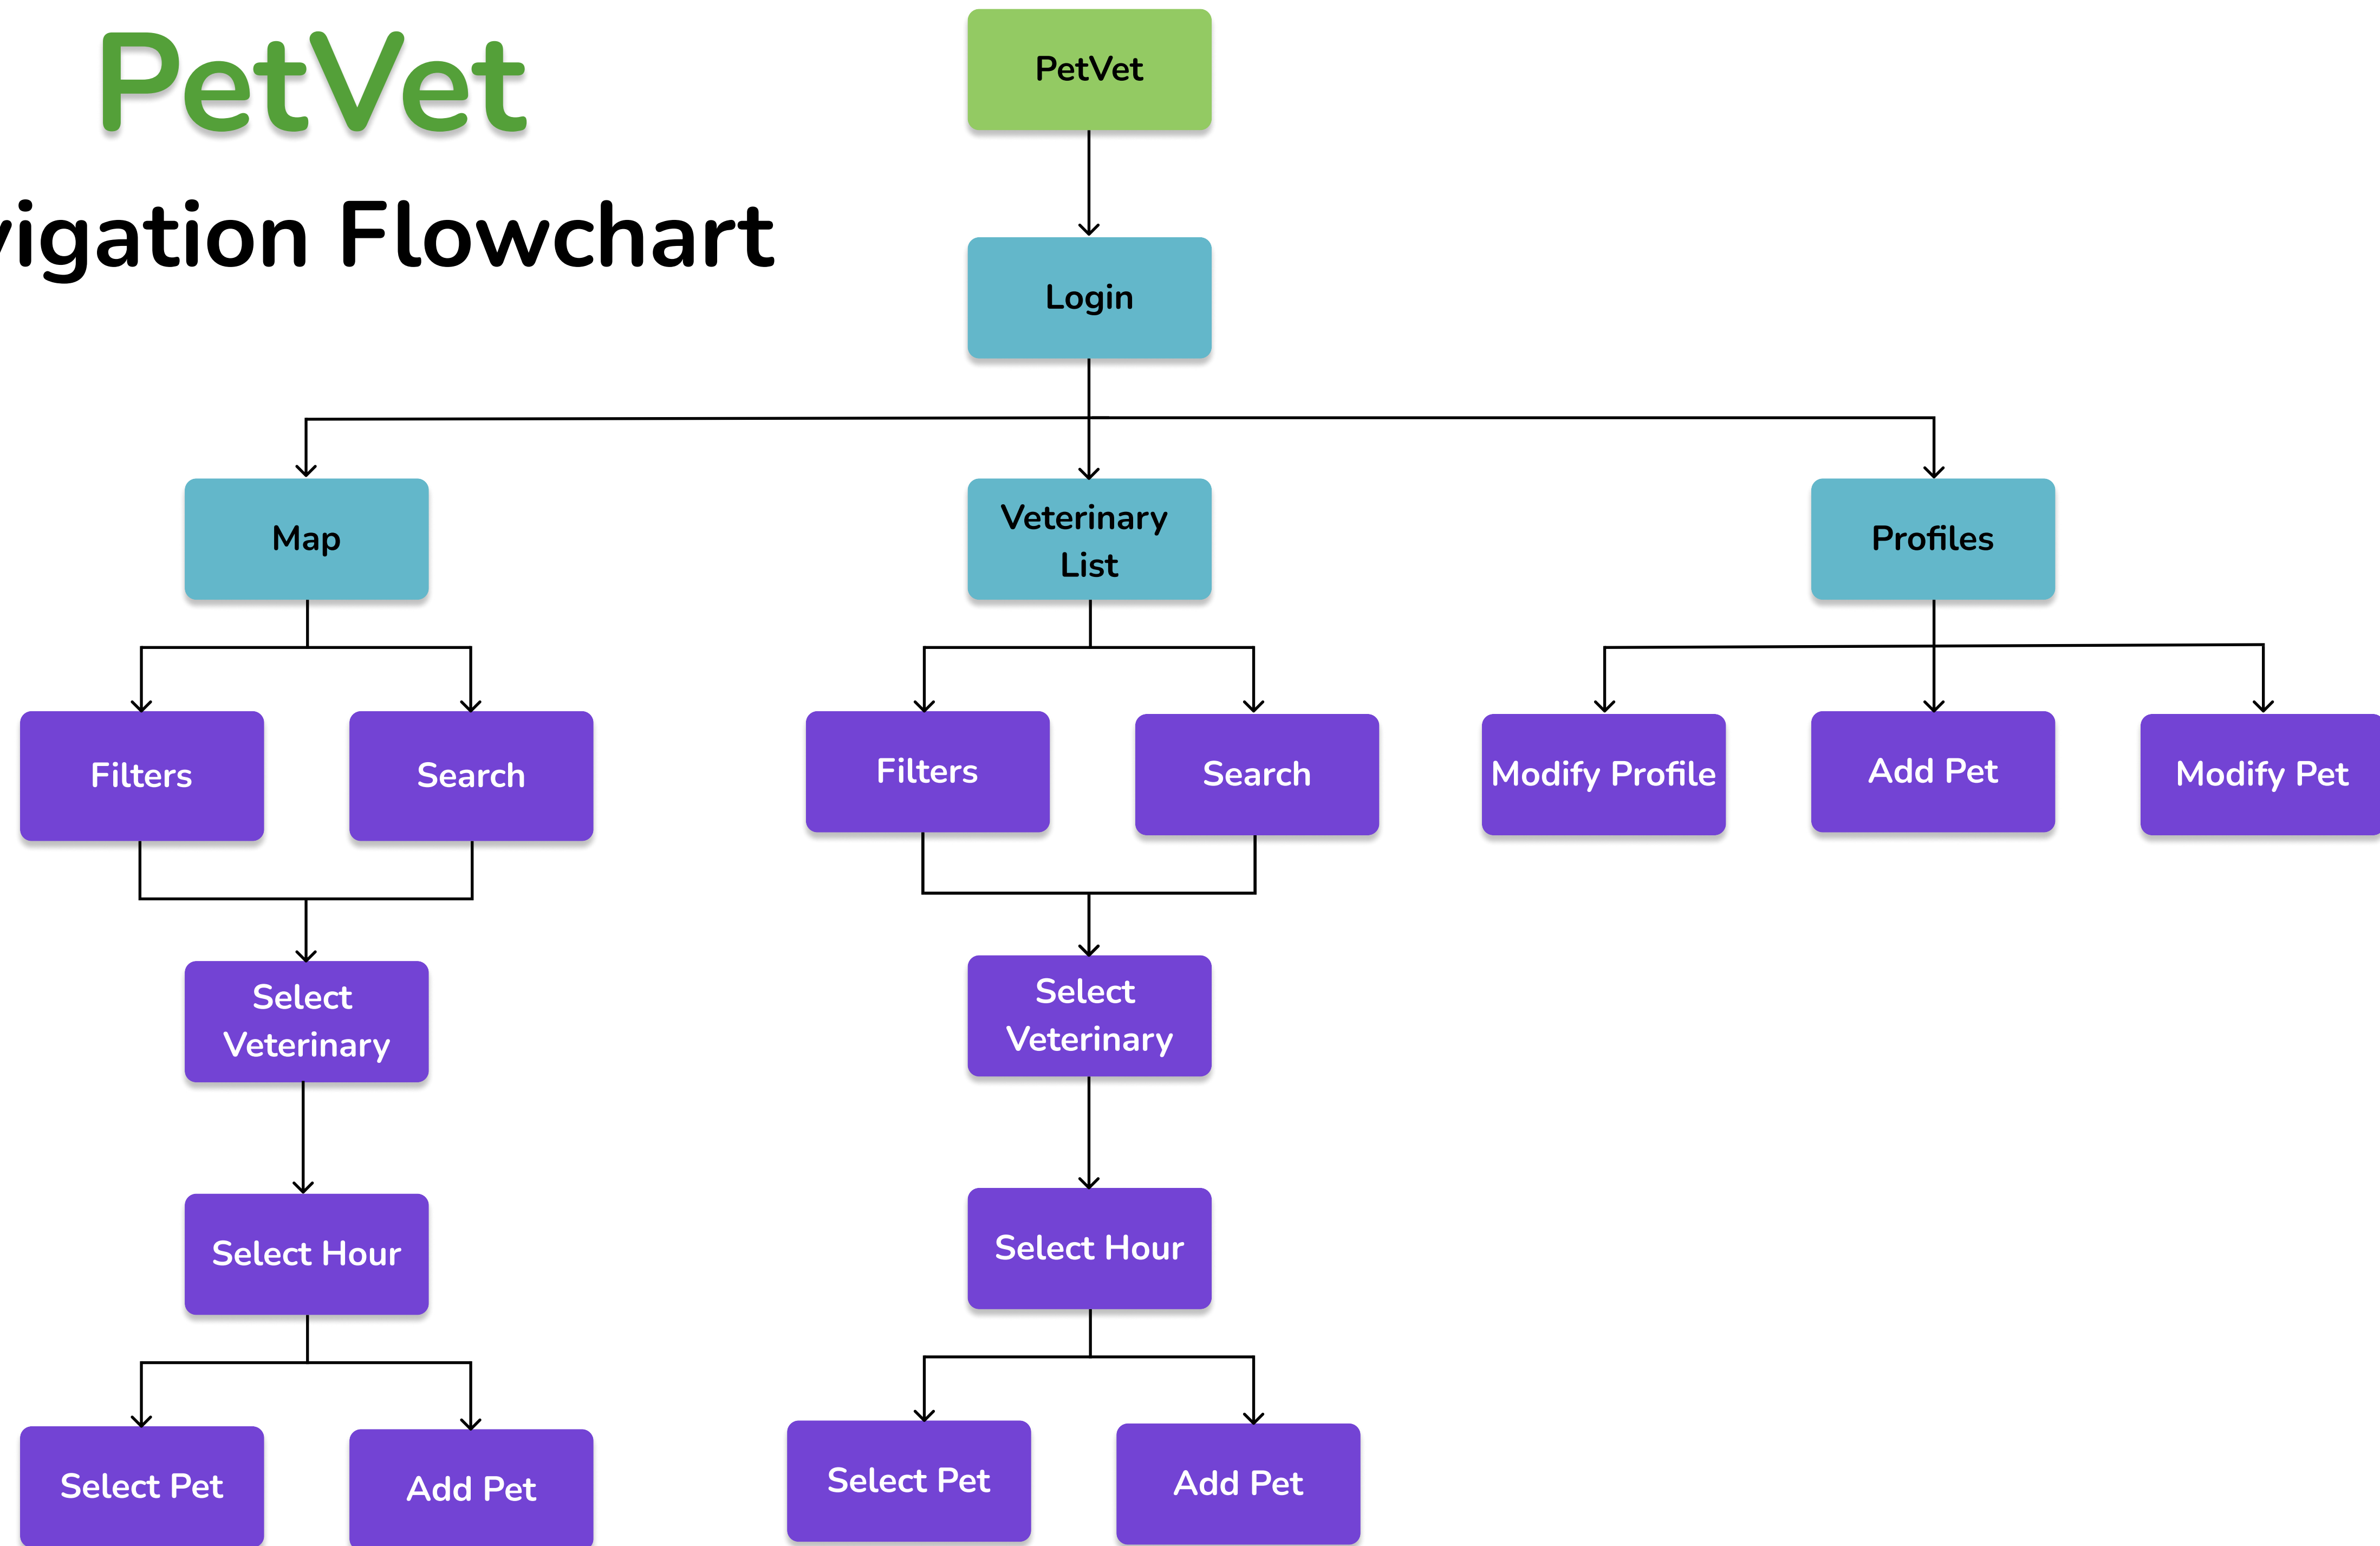 PetVet
vigation Flowchart
PetVet
Login
Map
Veterinary
List
Profiles
Filters
Search
Filters
Search
Modify Profile
Add Pet
Modify Pet
Select
Veterinary
Select
Veterinary
Select Hour
Select Hour
Select Pet
Add Pet
Select Pet
Add Pet